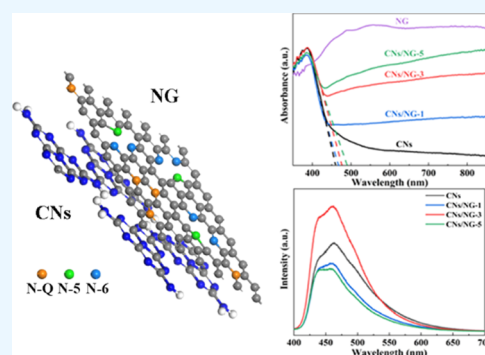 NG
CNs
N-Q N-5 N-6
Absorbance (a.u.)
NG
CNs/NG-5
CNs/NG-3
CNs/NG-1
CNs
400 500 600 700 800
Wavelength (nm)
Intensity (a.u.)
CNs
CNs/NG-1
CNs/NG-3
CNs/NG-5
400 450 500 550 600 650 700
Wavelength (nm)